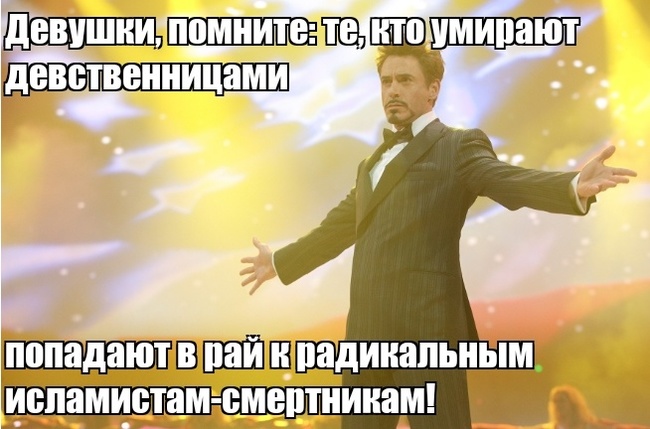 Девушки, помните: те, кто умирают
девственницами
попадают в рай к радикальным
исламистам-смертникам!